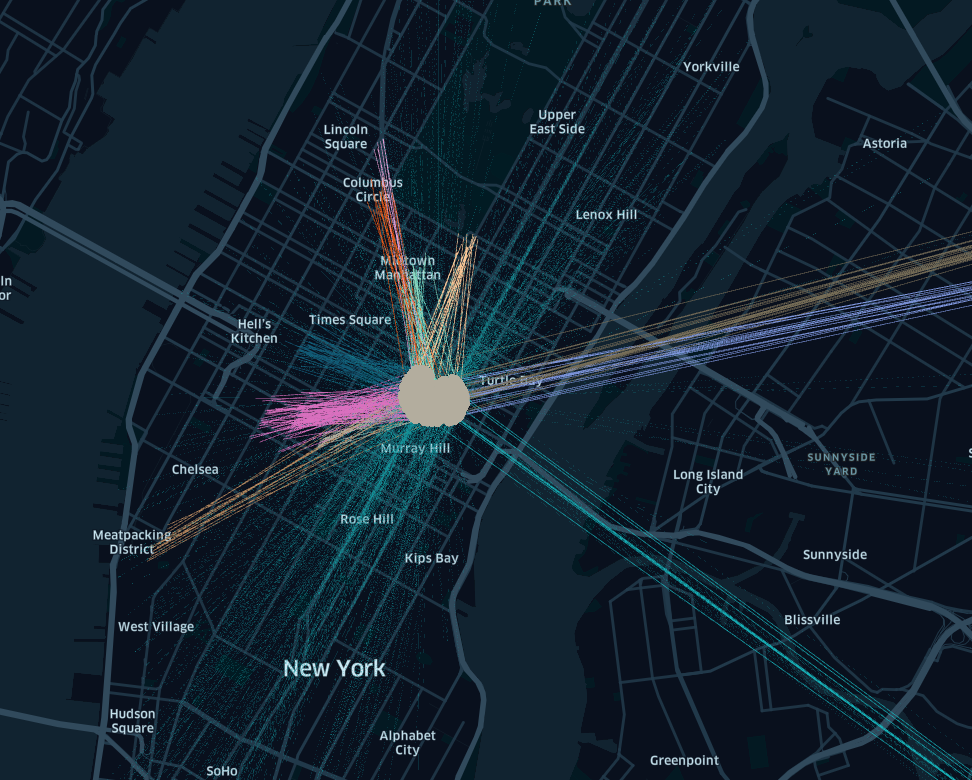 PARK
Yorkville
Upper
East Side
Lincoln
Square
Astoria
Columbus
Circle
Lenox Hill
Midtown
Manhattan
In
or
Times Square
Hell's
Kitchen
Turtle Bay
Murray Hill
SUNNYSIDE
YARD
S
Chelsea
Long Island
City
Rose Hill
Meatpacking
District
Kips Bay
Sunnyside
West Village
Blissville
New York
Hudson
Square
Alphabet
City
Greenpoint
SoHo